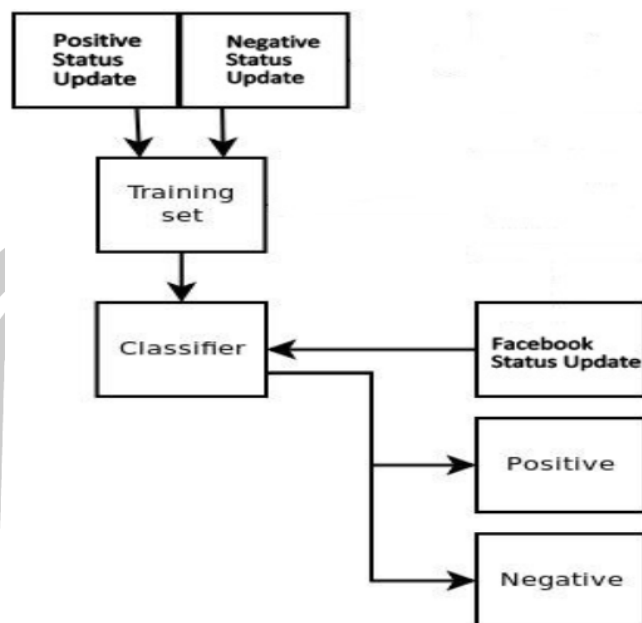 Positive
Status
Update
Negative
Status
Update
Training
set
Classifier
Facebook
Status Update
Positive
Negative